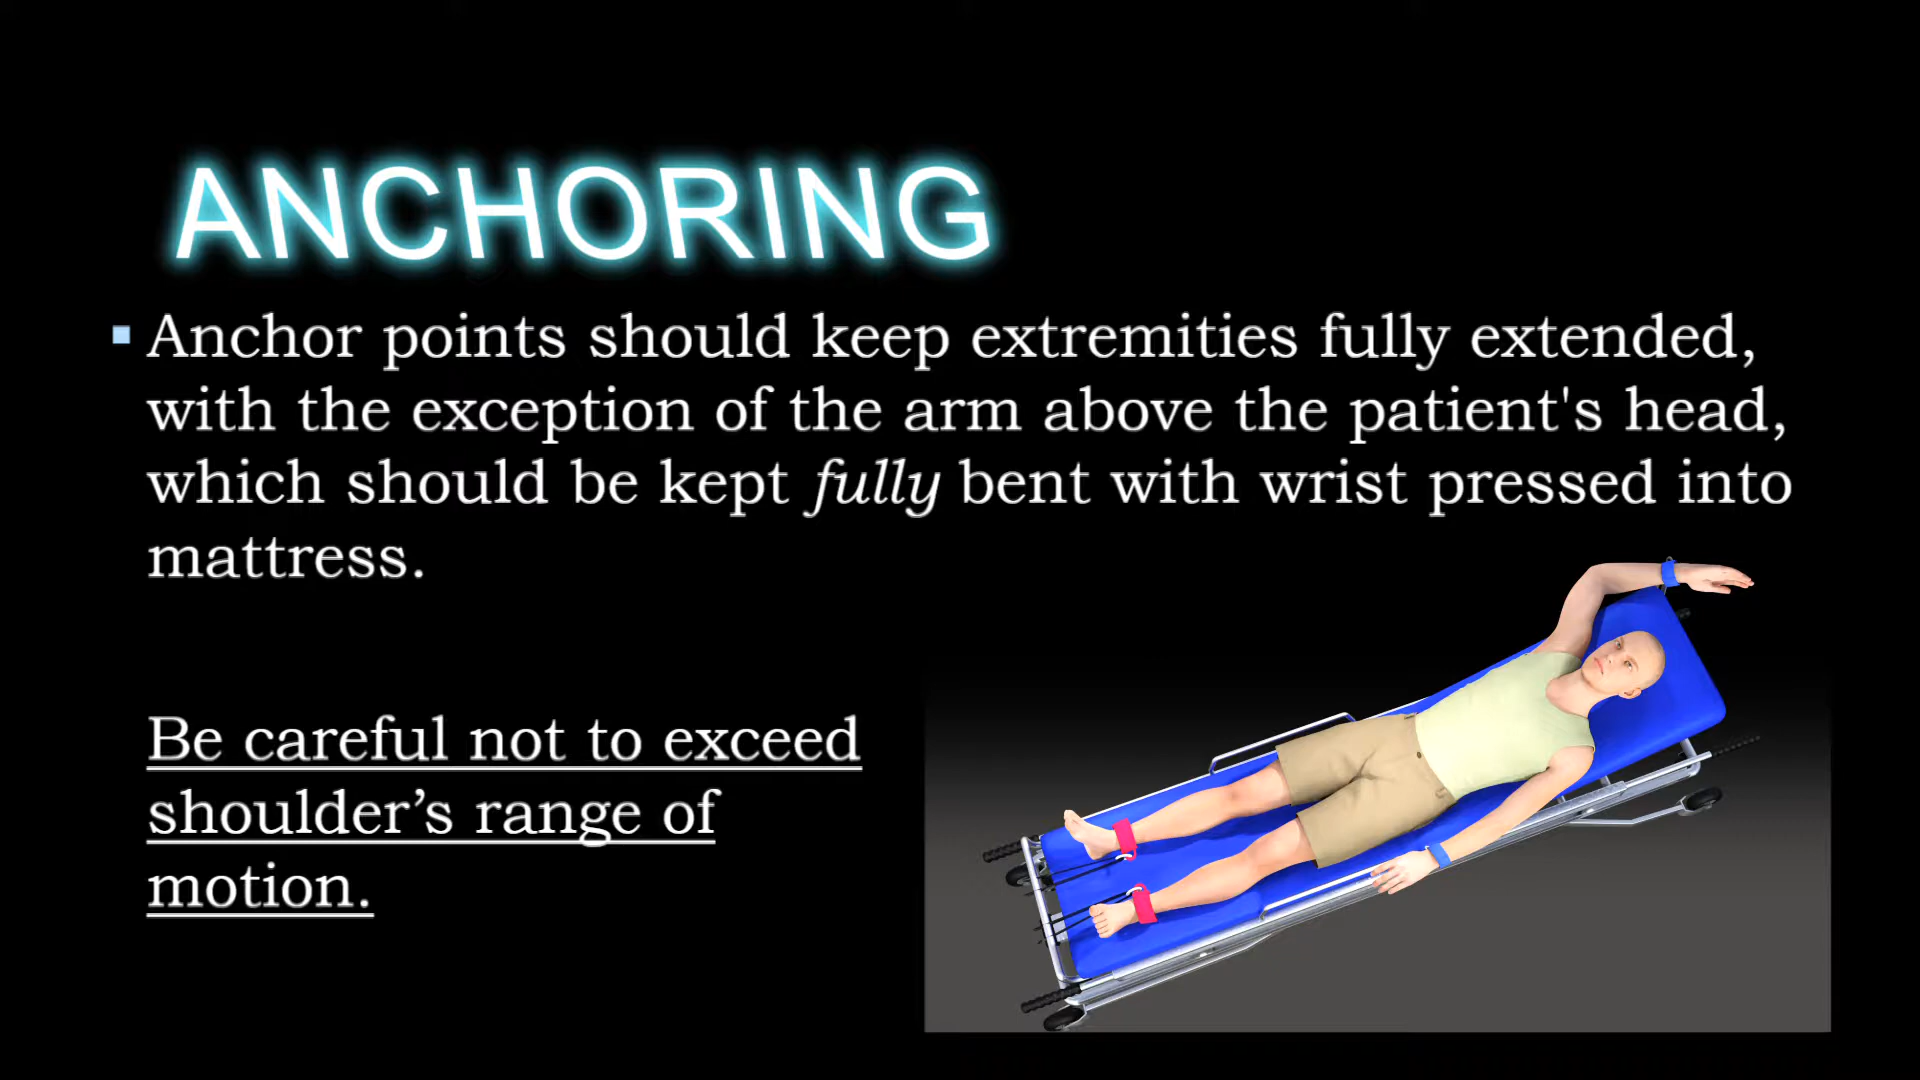 ANCHORING
Anchor points should keep extremities fully extended,
with the exception of the arm above the patient's head,
which should be kept fully bent with wrist pressed into
mattress.
Be careful not to exceed
shoulder’s range of
motion.